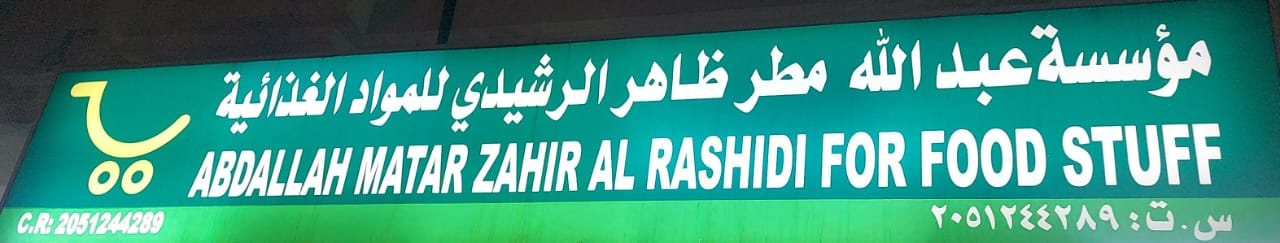 مؤسسة عبد الله مطر ظاهر الرشيدي للمواد الغذائية
ABDALLAH MATAR ZAHIR AL RASHIDI FOR FOOD STUFF
C.R: 2051244289
س.ت: ٢٠٥١٢٤٤٢٨٩